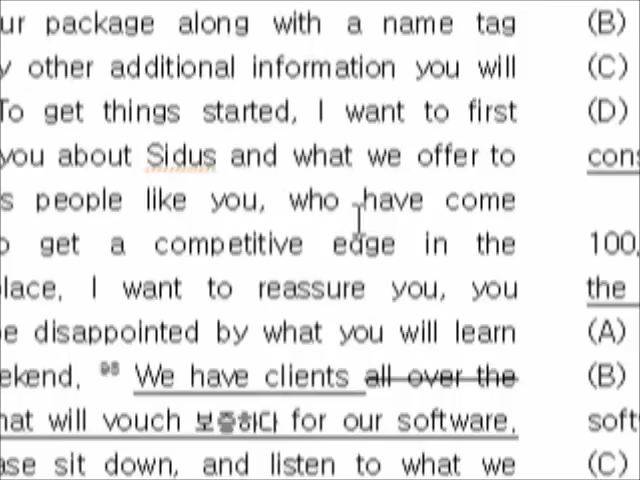 ur package along with a name tag
y other additional information you will
To get things started, I want to first
you about Sidus and what we offer to
s people like you, who have come
o get a competitive edge in the
lace. I want to reassure you, you
be disappointed by what you will learn
ekend. 98 We have clients all over the
hat will vouch 보증하다 for our software.
ase sit down, and listen to what we
(B)
(C)
(D)
cons
100,
the
(A)
(B)
soft
(C)